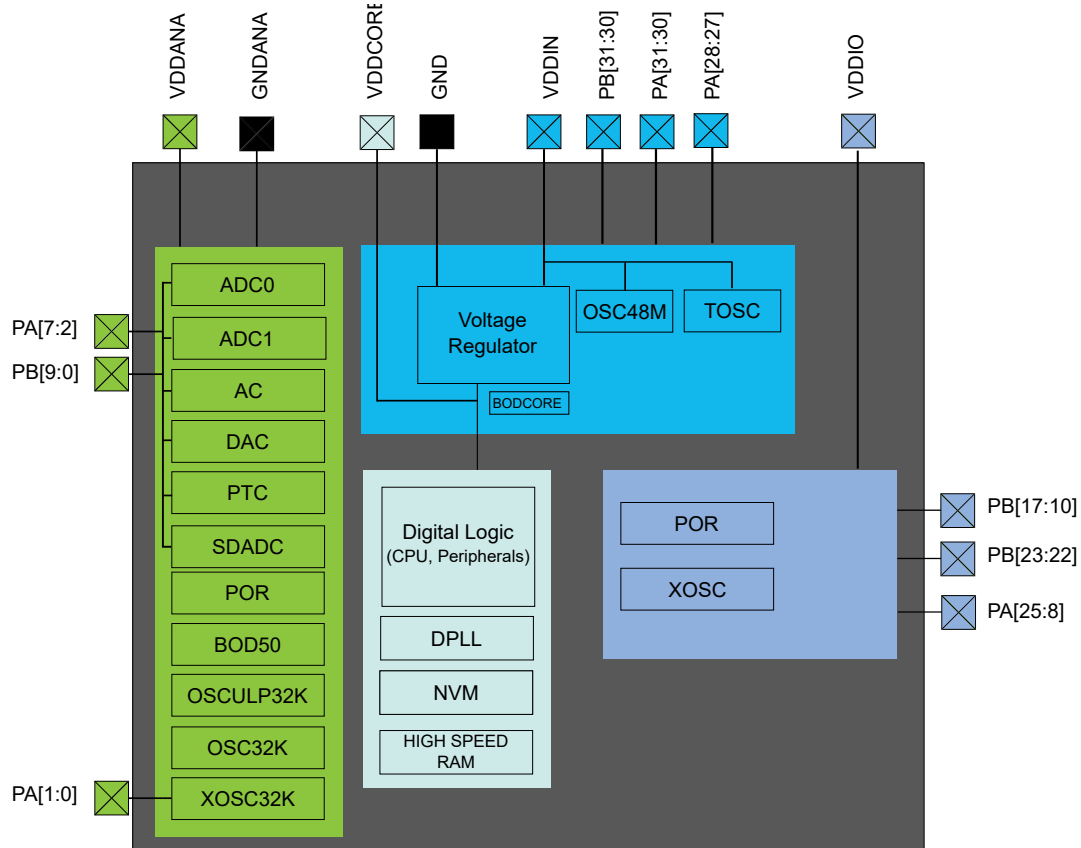 VDDANA
GNDANA
VDDCORE
GND
VDDIN
PB[31:30]
PA[31:30]
PA[28:27]
VDDIO
PA[7:2]
PB[9:0]
PA[1:0]
ADC0
ADC1
AC
DAC
PTC
SDADC
POR
BOD50
OSCULP32K
OSC32K
XOSC32K
Voltage
Regulator
OSC48M
TOSC
BODCORE
Digital Logic
(CPU, Peripherals)
DPLL
NVM
HIGH SPEED
RAM
POR
XOSC
PB[17:10]
PB[23:22]
PA[25:8]